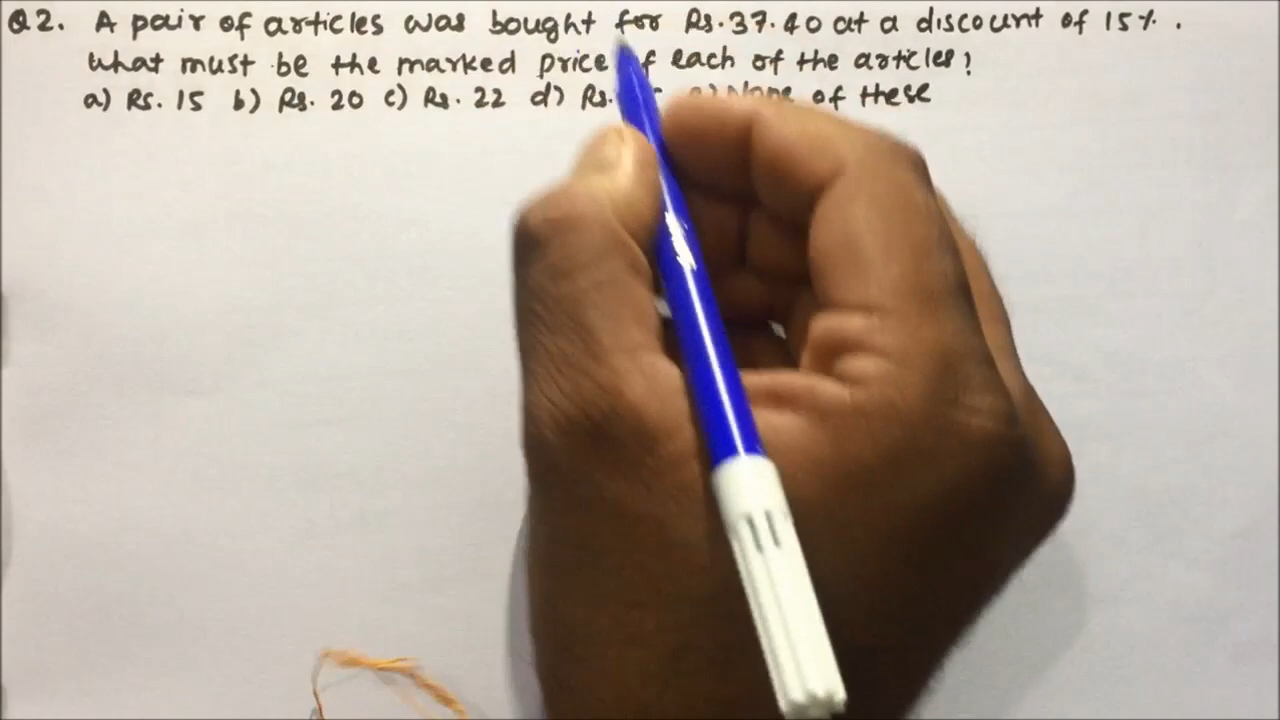 Q2. A pair of articles was bought for Rs.37.40 at a discount of 15%.
What must be the marked price of each of the articles?
a) Rs. 15 b) Rs. 20 c) Rs. 22 d) Rs. None of these